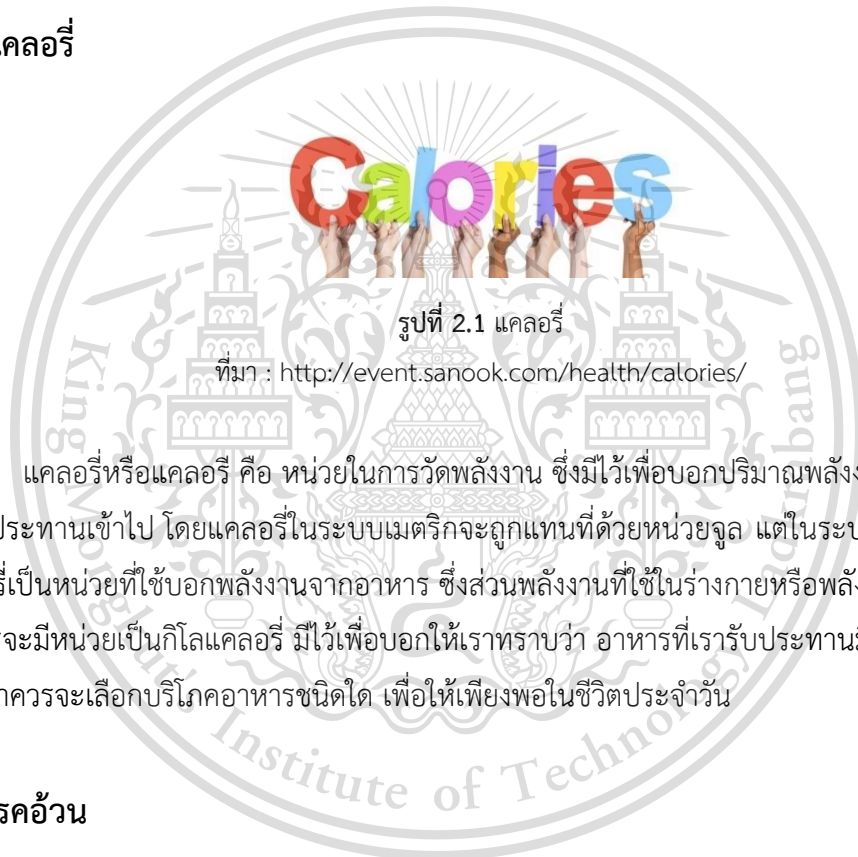 แคลอรี่
Calories
รูปที่ 2.1 แคลอรี่
ที่มา : http://event.sanook.com/health/calories/
แคลอรี่หรือแคลอรี คือ หน่วยในการวัดพลังงาน ซึ่งมีไว้เพื่อบอกปริมาณ
ประทานเข้าไป โดยแคลอรี่ในระบบเมตริกจะถูกแทนที่ด้วยหน่วยจูล แต่ในระบ
รี่เป็นหน่วยที่ใช้บอกพลังงานจากอาหาร ซึ่งส่วนพลังงานที่ใช้ในร่างกายหรือพลัง
จะมีหน่วยเป็นกิโลแคลอรี่ มีไว้เพื่อบอกให้เราทราบว่า อาหารที่เรารับประทาน
าควรจะเลือกบริโภคอาหารชนิดใด เพื่อให้เพียงพอในชีวิตประจำวัน
รคอ้วน
King Mongkut's Institute of Technology Ladkrabang